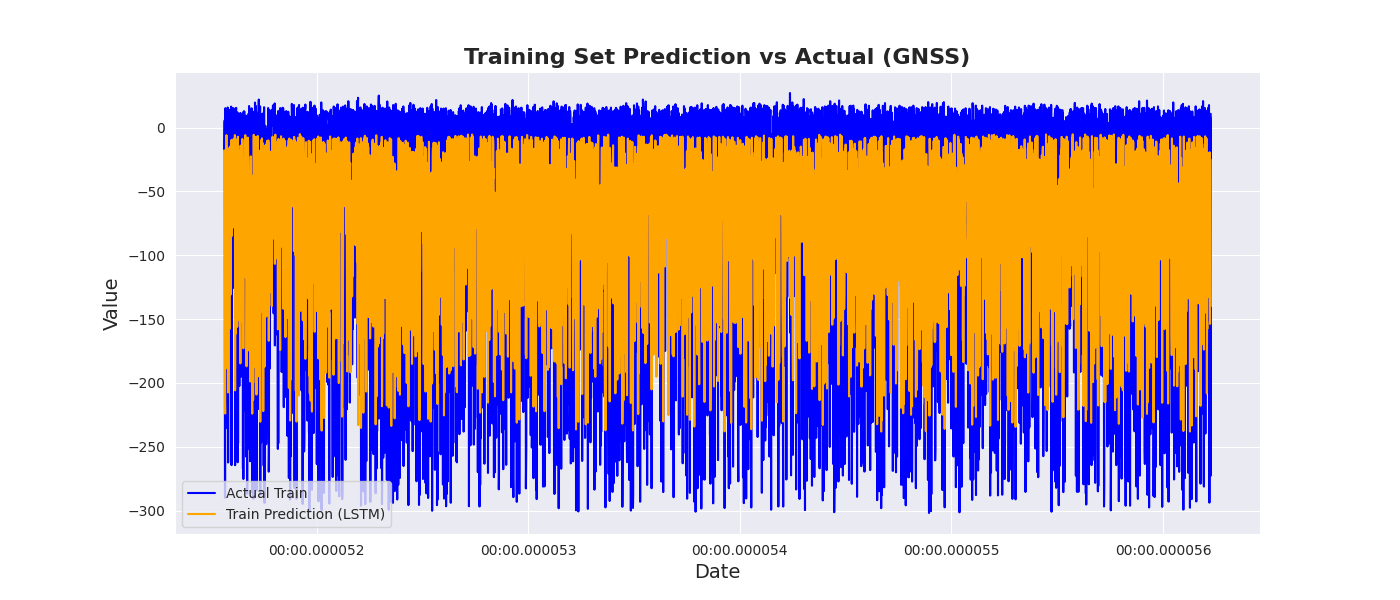 Training Set Prediction vs Actual (GNSS)
Value
0
−50
−100
−150
−200
−250
−300
Actual Train
Train Prediction (LSTM)
00:00.000052
00:00.000053
00:00.000054
00:00.000055
00:00.000056
Date